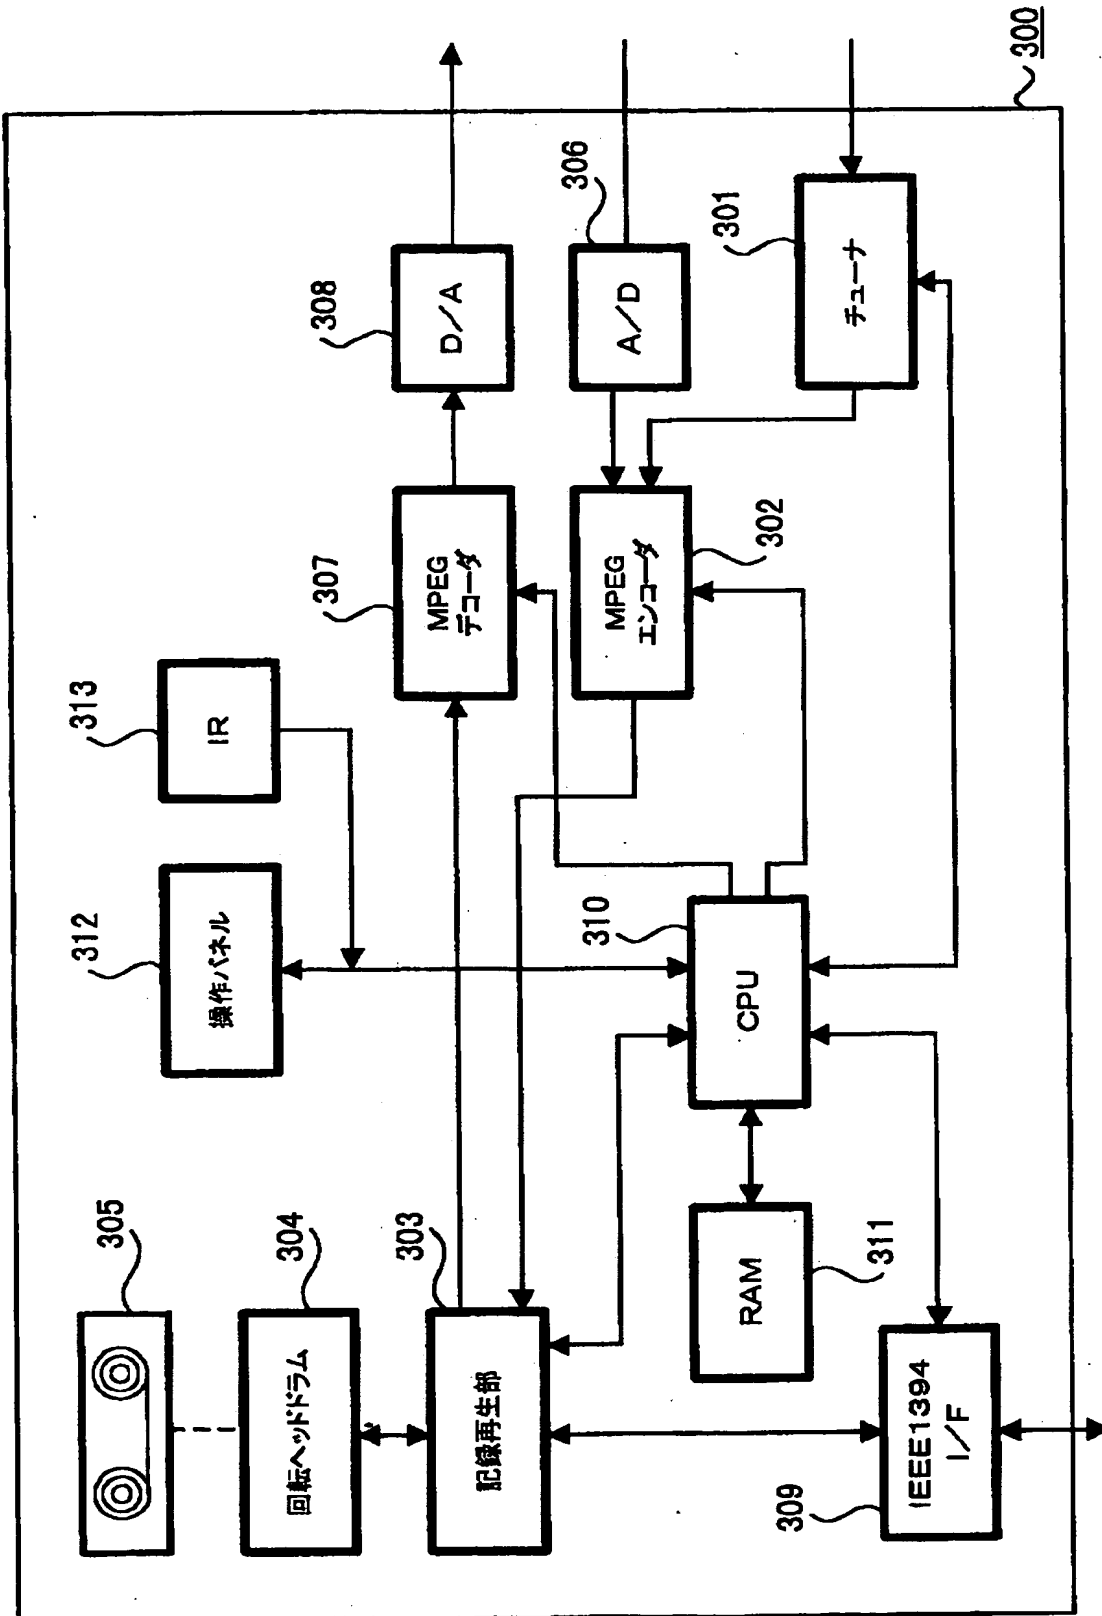 300
305
304
回転ヘッドドラム
303
記録再生部
312
操作パネル
313
IR
307
MPEG
デコーダ
308
D/A
306
A/D
302
MPEG
エンコーダ
301
チューナ
310
CPU
311
RAM
309
IEEE1394
I/F